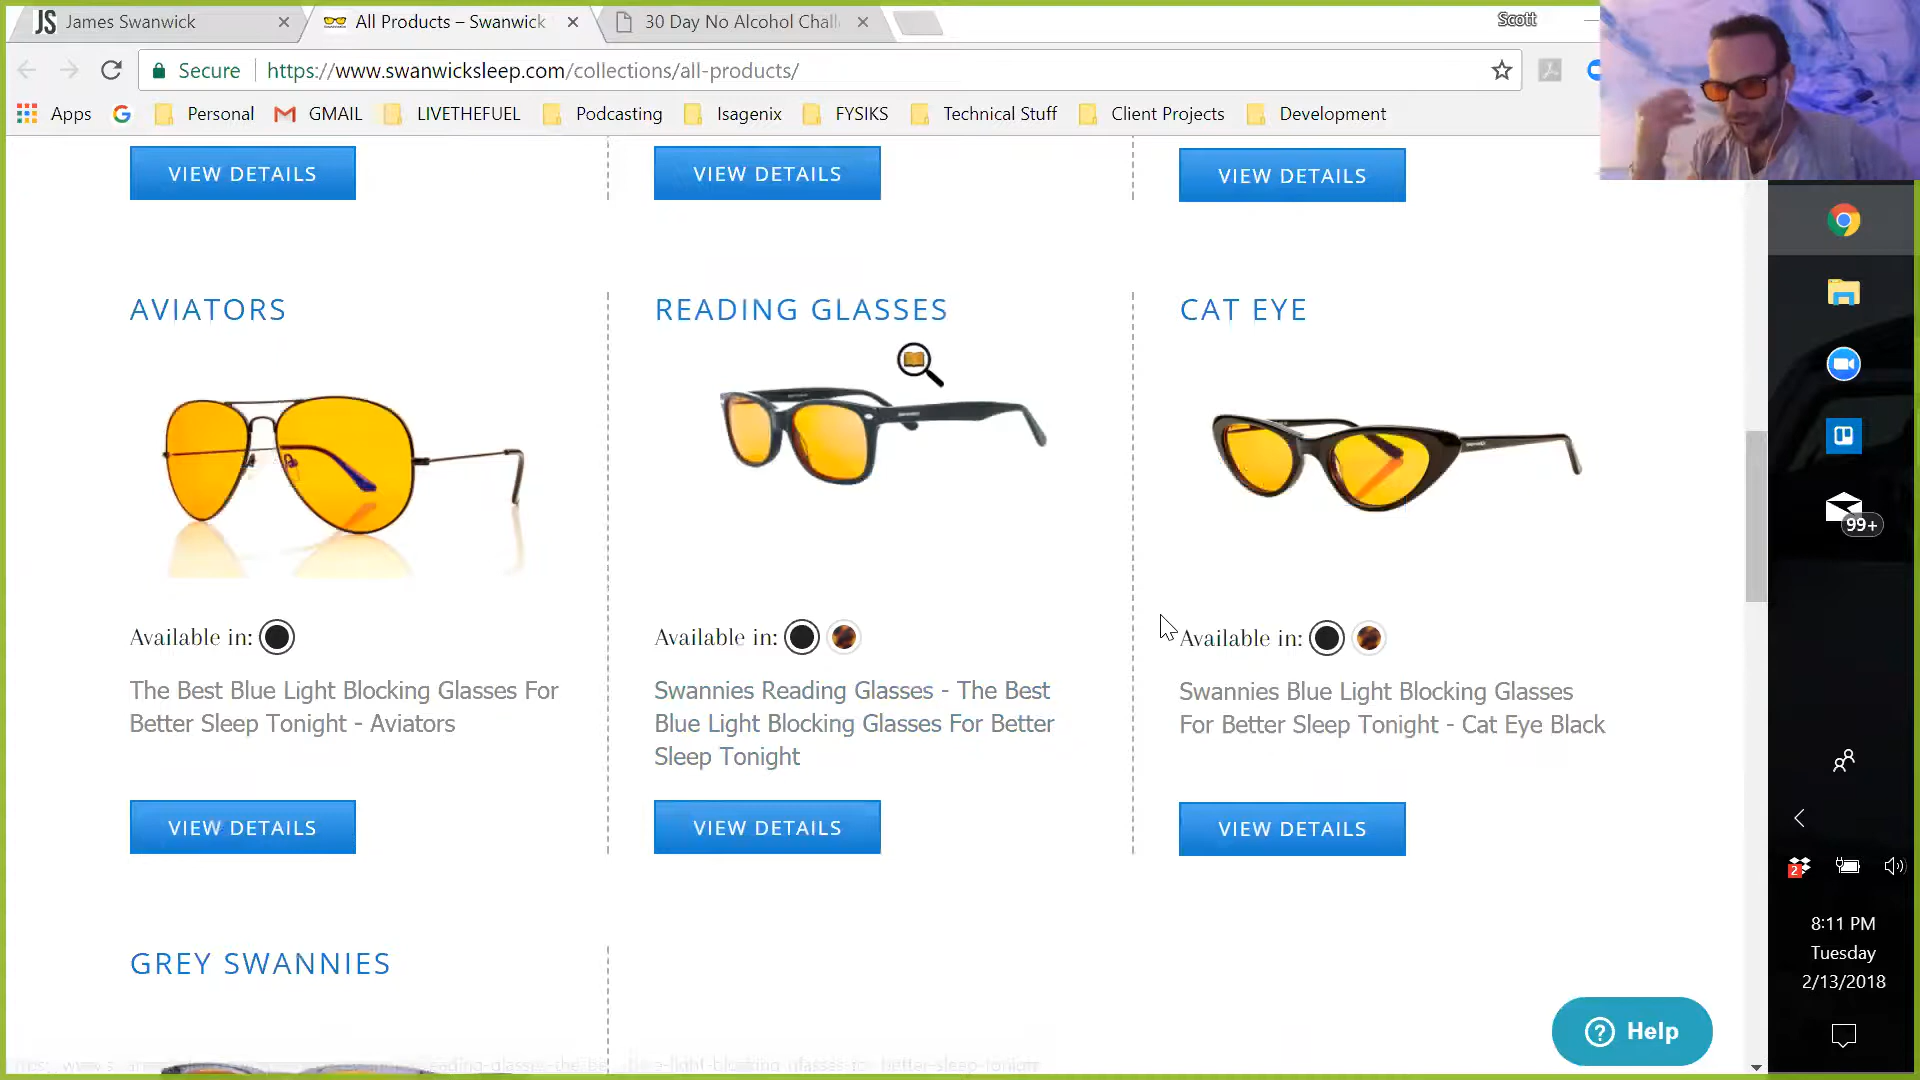 JS James Swanwick
All Products – Swanwick
30 Day No Alcohol Chall
Scott
Secure
https://www.swanwicksleep.com/collections/all-products/
Apps
G
Personal
GMAIL
LIVETHEFUEL
Podcasting
Isagenix
FYSIKS
Technical Stuff
Client Projects
Development
VIEW DETAILS
VIEW DETAILS
VIEW DETAILS
AVIATORS
Available in:
The Best Blue Light Blocking Glasses For
Better Sleep Tonight - Aviators
VIEW DETAILS
READING GLASSES
Available in:
Swannies Reading Glasses - The Best
Blue Light Blocking Glasses For Better
Sleep Tonight
VIEW DETAILS
CAT EYE
Available in:
Swannies Blue Light Blocking Glasses
For Better Sleep Tonight - Cat Eye Black
VIEW DETAILS
GREY SWANNIES
? Help
99+
2
8:11 PM
Tuesday
2/13/2018